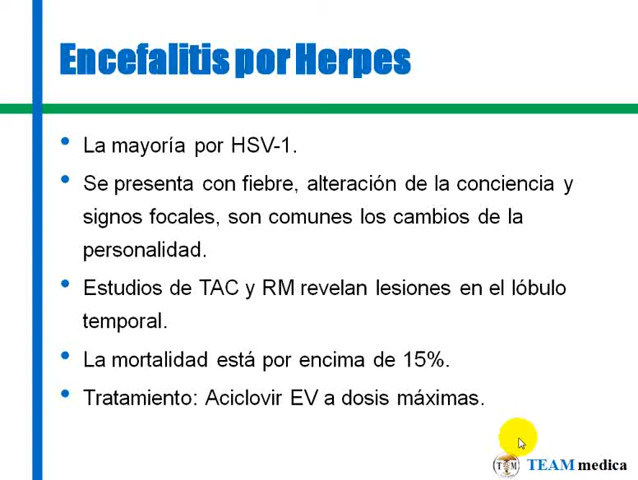 Encefalitis por Herpes
• La mayoría por HSV-1.
• Se presenta con fiebre, alteración de la conciencia y
signos focales, son comunes los cambios de la
personalidad.
• Estudios de TAC y RM revelan lesiones en el lóbulo
temporal.
• La mortalidad está por encima de 15%.
• Tratamiento: Aciclovir EV a dosis máximas.
TEAM medica